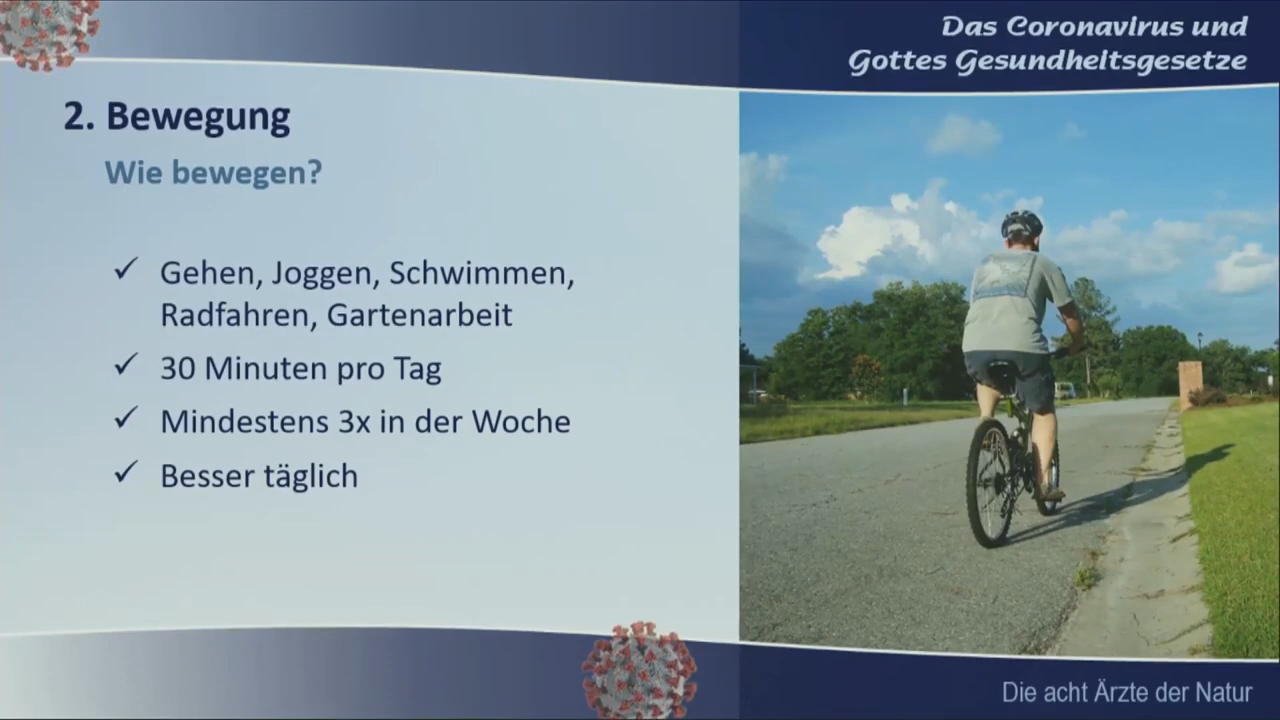 Das Coronavirus und
Gottes Gesundheitsgesetze
2. Bewegung
Wie bewegen?
✓ Gehen, Joggen, Schwimmen,
Radfahren, Gartenarbeit
✓ 30 Minuten pro Tag
✓ Mindestens 3x in der Woche
✓ Besser täglich
Die acht Ärzte der Natur